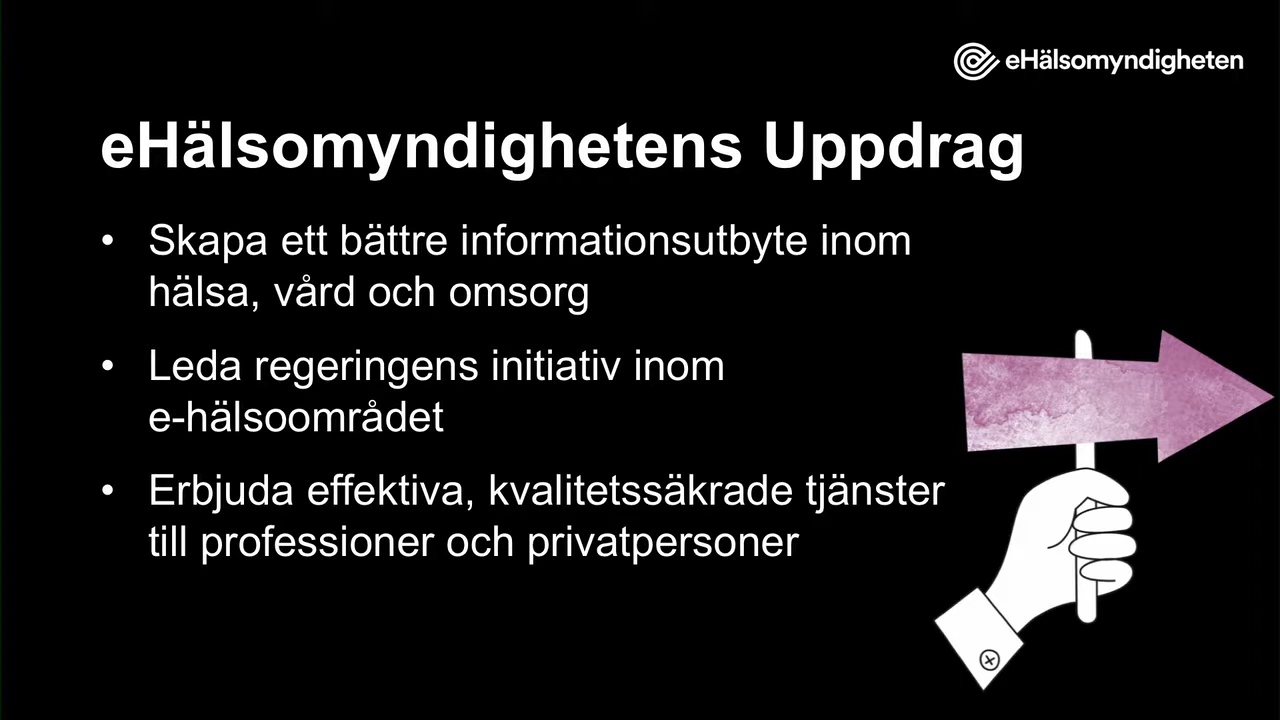 eHälsomyndigheten
eHälsomyndighetens Uppdrag
• Skapa ett bättre informationsutbyte inom
hälsa, vård och omsorg
• Leda regeringens initiativ inom
e-hälsoområdet
• Erbjuda effektiva, kvalitetssäkrade tjänster
till professioner och privatpersoner